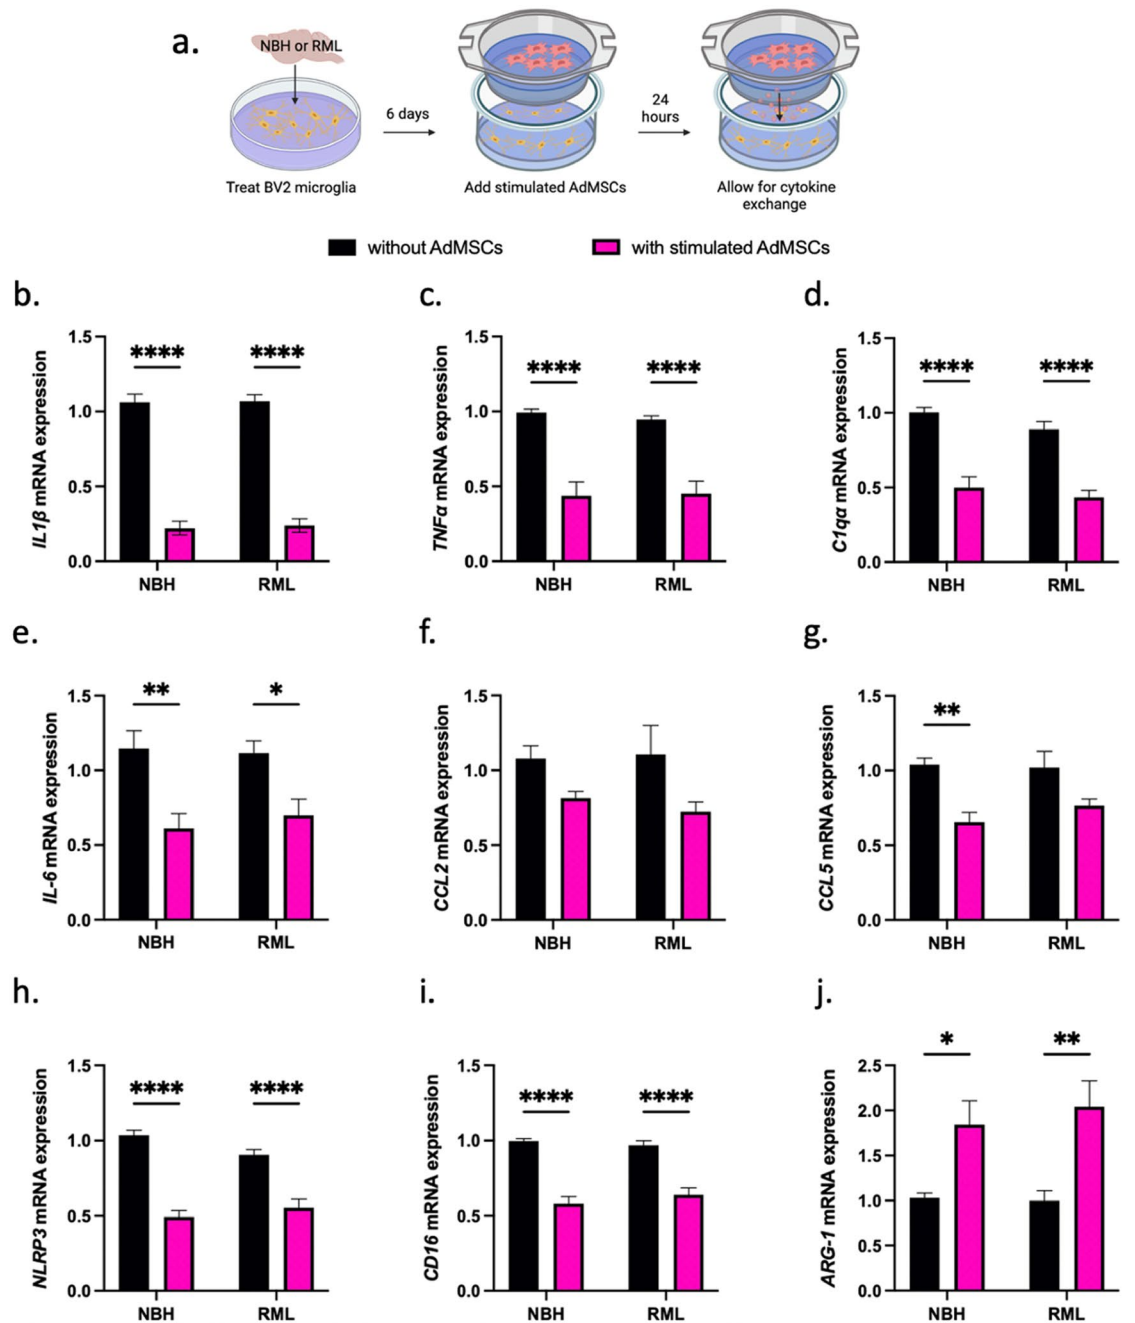 a.
NBH or RML
6 days
24
hours
Treat BV2 microglia
Add stimulated AdMSCs
Allow for cytokine
exchange
without AdMSCs
with stimulated AdMSCs
b.
IL1β mRNA expression
1.5
1.0
0.5
0.0
****
****
NBH
RML
c.
TNFα mRNA expression
1.5
1.0
0.5
0.0
****
****
NBH
RML
d.
C1qα mRNA expression
1.5
1.0
0.5
0.0
****
****
NBH
RML
e.
IL-6 mRNA expression
1.5
1.0
0.5
0.0
**
*
NBH
RML
f.
CCL2 mRNA expression
1.5
1.0
0.5
0.0
NBH
RML
g.
CCL5 mRNA expression
1.5
1.0
0.5
0.0
**
NBH
RML
h.
NLRP3 mRNA expression
1.5
1.0
0.5
0.0
****
****
NBH
RML
i.
CD16 mRNA expression
1.5
1.0
0.5
0.0
****
****
NBH
RML
j.
ARG-1 mRNA expression
2.5
2.0
1.5
1.0
0.5
0.0
*
**
NBH
RML